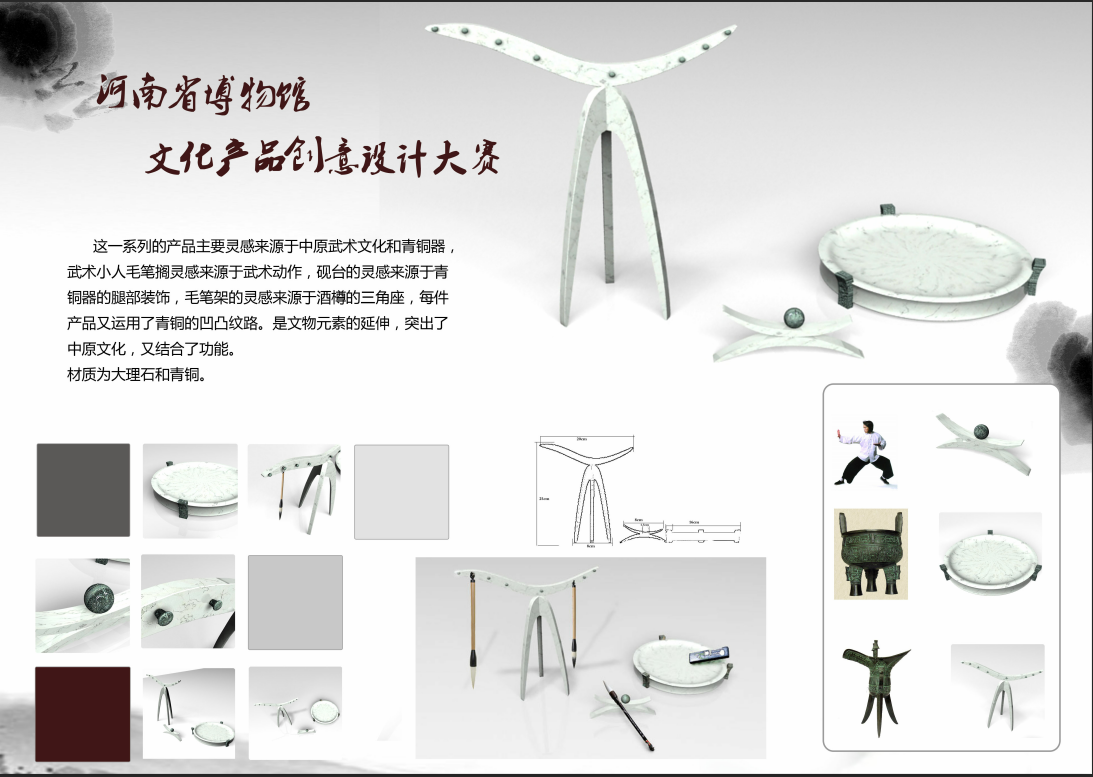 河南省博物馆
文化产品创意设计大赛
这一系列的产品主要灵感来源于中原武术文化和青铜器，
武术小人毛笔搁灵感来源于武术动作，砚台的灵感来源于青
铜器的腿部装饰，毛笔架的灵感来源于酒樽的三角座，每件
产品又运用了青铜的凹凸纹路。是文物元素的延伸，突出了
中原文化，又结合了功能。
材质为大理石和青铜。